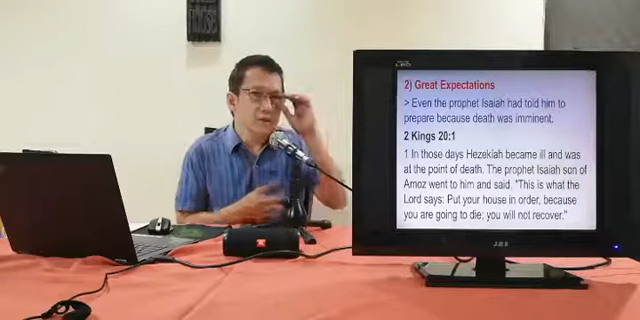 2) Great Expectations
> Even the prophet Isaiah had told him to
prepare because death was imminent.
2 Kings 20:1
1 In those days Hezekiah became ill and was
at the point of death. The prophet Isaiah son of
Amoz went to him and said. "This is what the
Lord says: Put your house in order, because
you are going to die; you will not recover."